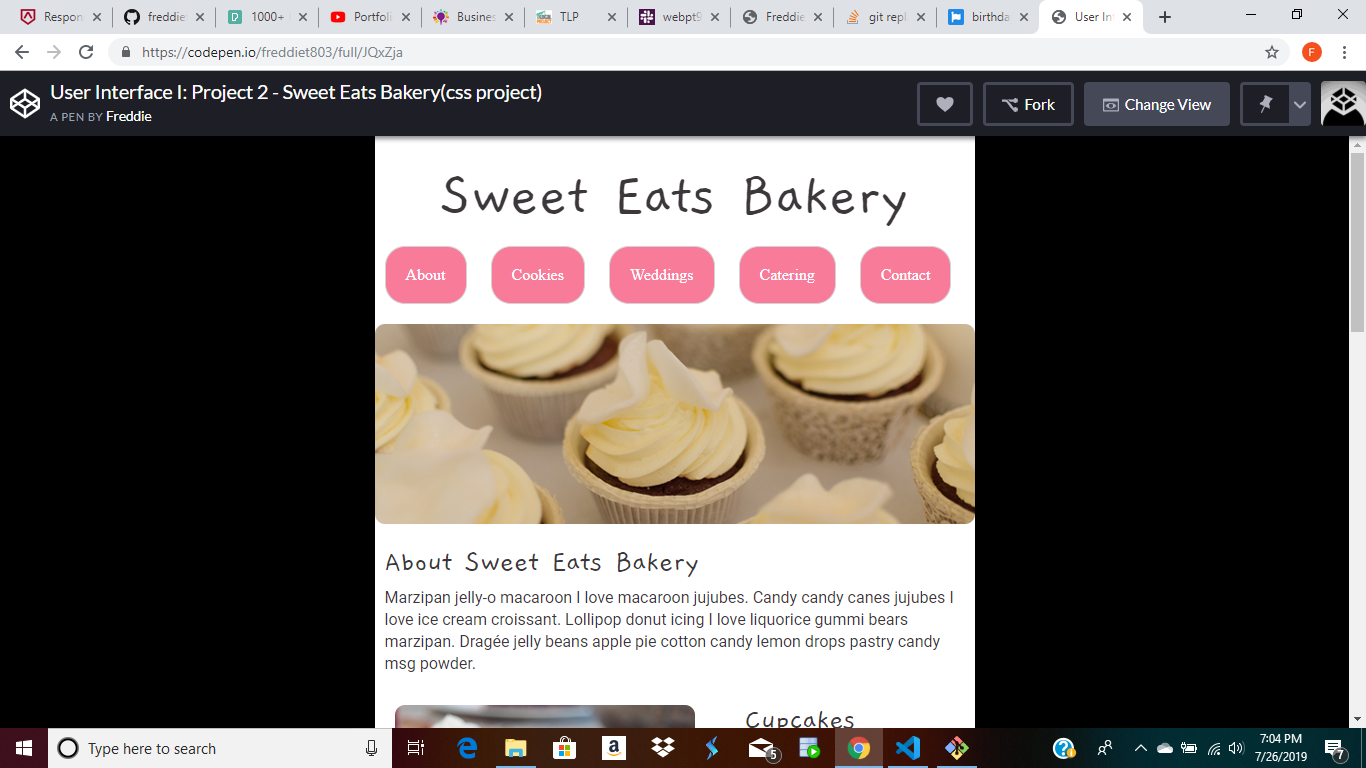 Respon
freddie
1000+
Portfoli
Busines
TLP
webpt9
Freddie
git repl
birthda
User Int
https://codepen.io/freddiet803/full/JQxZja
F
User Interface I: Project 2 - Sweet Eats Bakery(css project)
A PEN BY Freddie
Fork
Change View
Sweet Eats Bakery
About
Cookies
Weddings
Catering
Contact
About Sweet Eats Bakery
Marzipan jelly-o macaroon I love macaroon jujubes. Candy candy canes jujubes I
love ice cream croissant. Lollipop donut icing I love liquorice gummi bears
marzipan. Dragée jelly beans apple pie cotton candy lemon drops pastry candy
msg powder.
Cupcakes
Type here to search
5
7:04 PM
7/26/2019
7